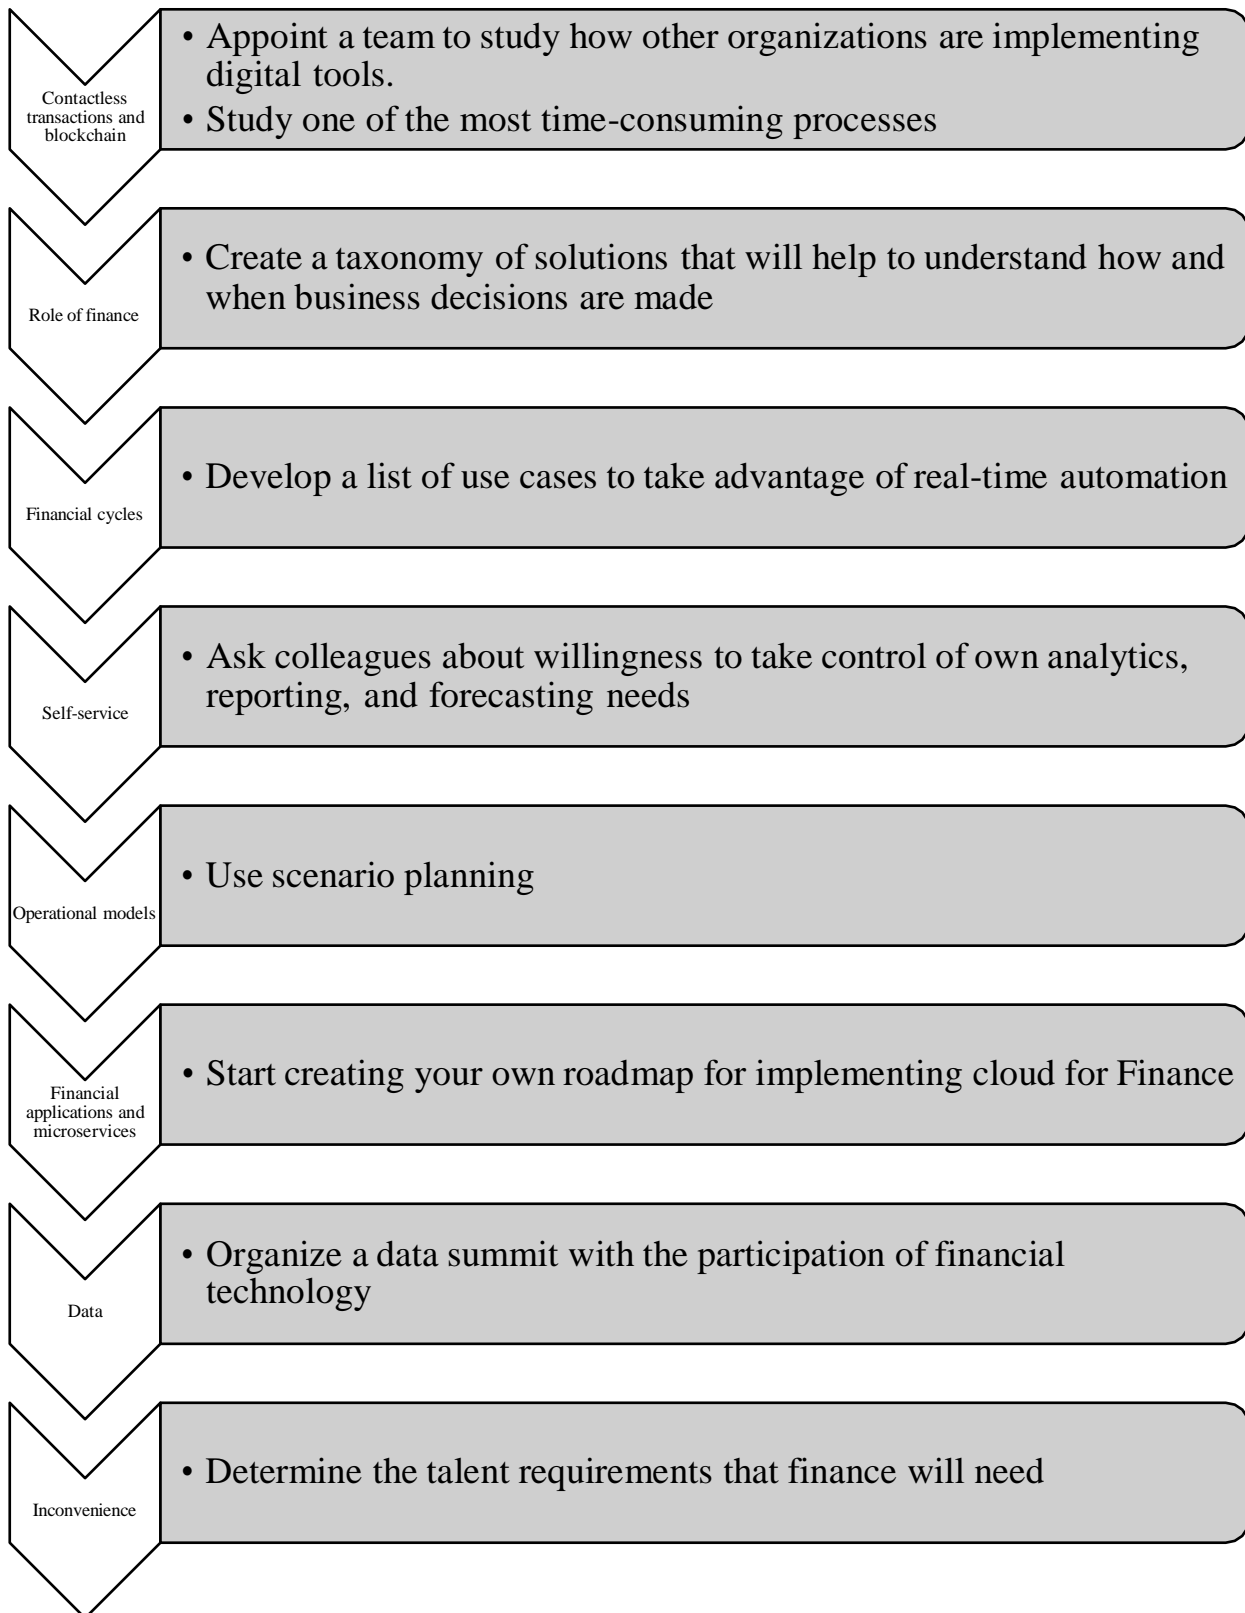 Contactless
transactions and
blockchain
• Appoint a team to study how other organizations are implementing
digital tools.
• Study one of the most time-consuming processes
Role of finance
• Create a taxonomy of solutions that will help to understand how and
when business decisions are made
Financial cycles
• Develop a list of use cases to take advantage of real-time automation
Self-service
• Ask colleagues about willingness to take control of own analytics,
reporting, and forecasting needs
Operational models
• Use scenario planning
Financial
applications and
microservices
• Start creating your own roadmap for implementing cloud for Finance
Data
• Organize a data summit with the participation of financial
technology
Inconvenience
• Determine the talent requirements that finance will need